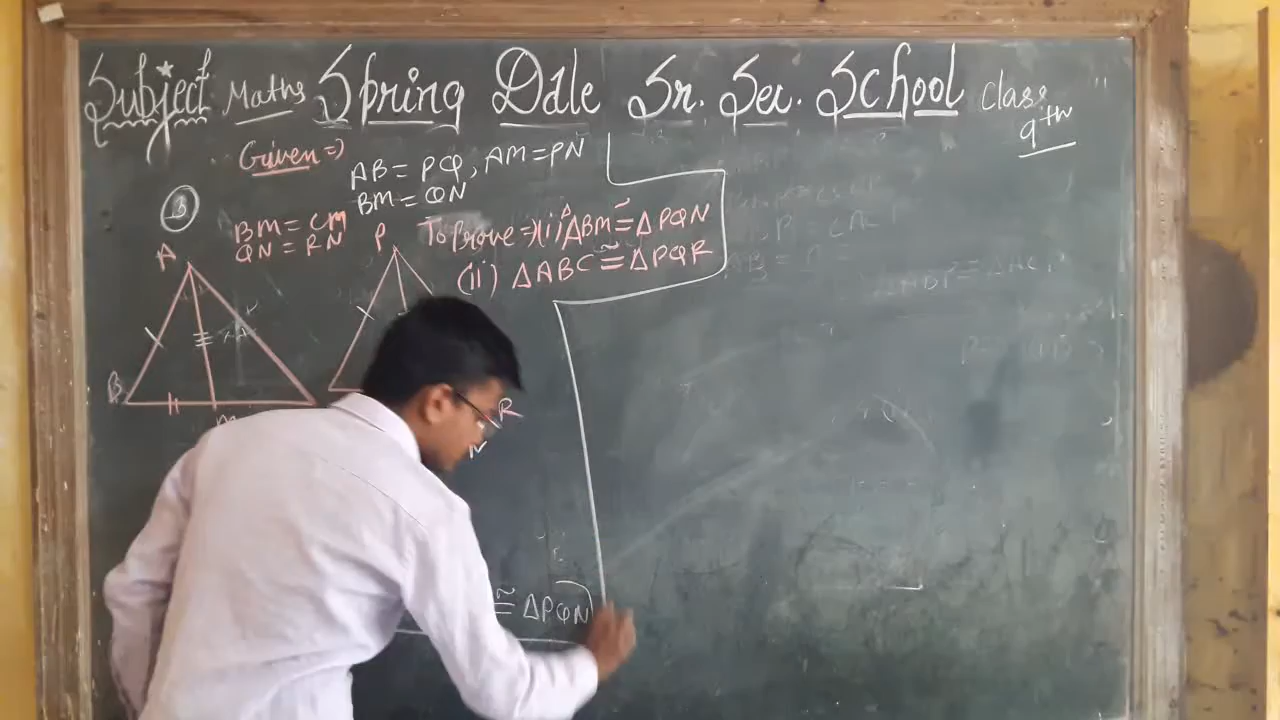 Subject Maths Spring Dale Sr. Sec. School Class 9th
Given =>
AB = PQ, AM = PN
BM = QN
3
BM = CM
QN = RN
To Prove => (i) ΔABM ≅ ΔPQN
(ii) ΔABC ≅ ΔPQR
A
P
B
M
R
N
≅ ΔPQN